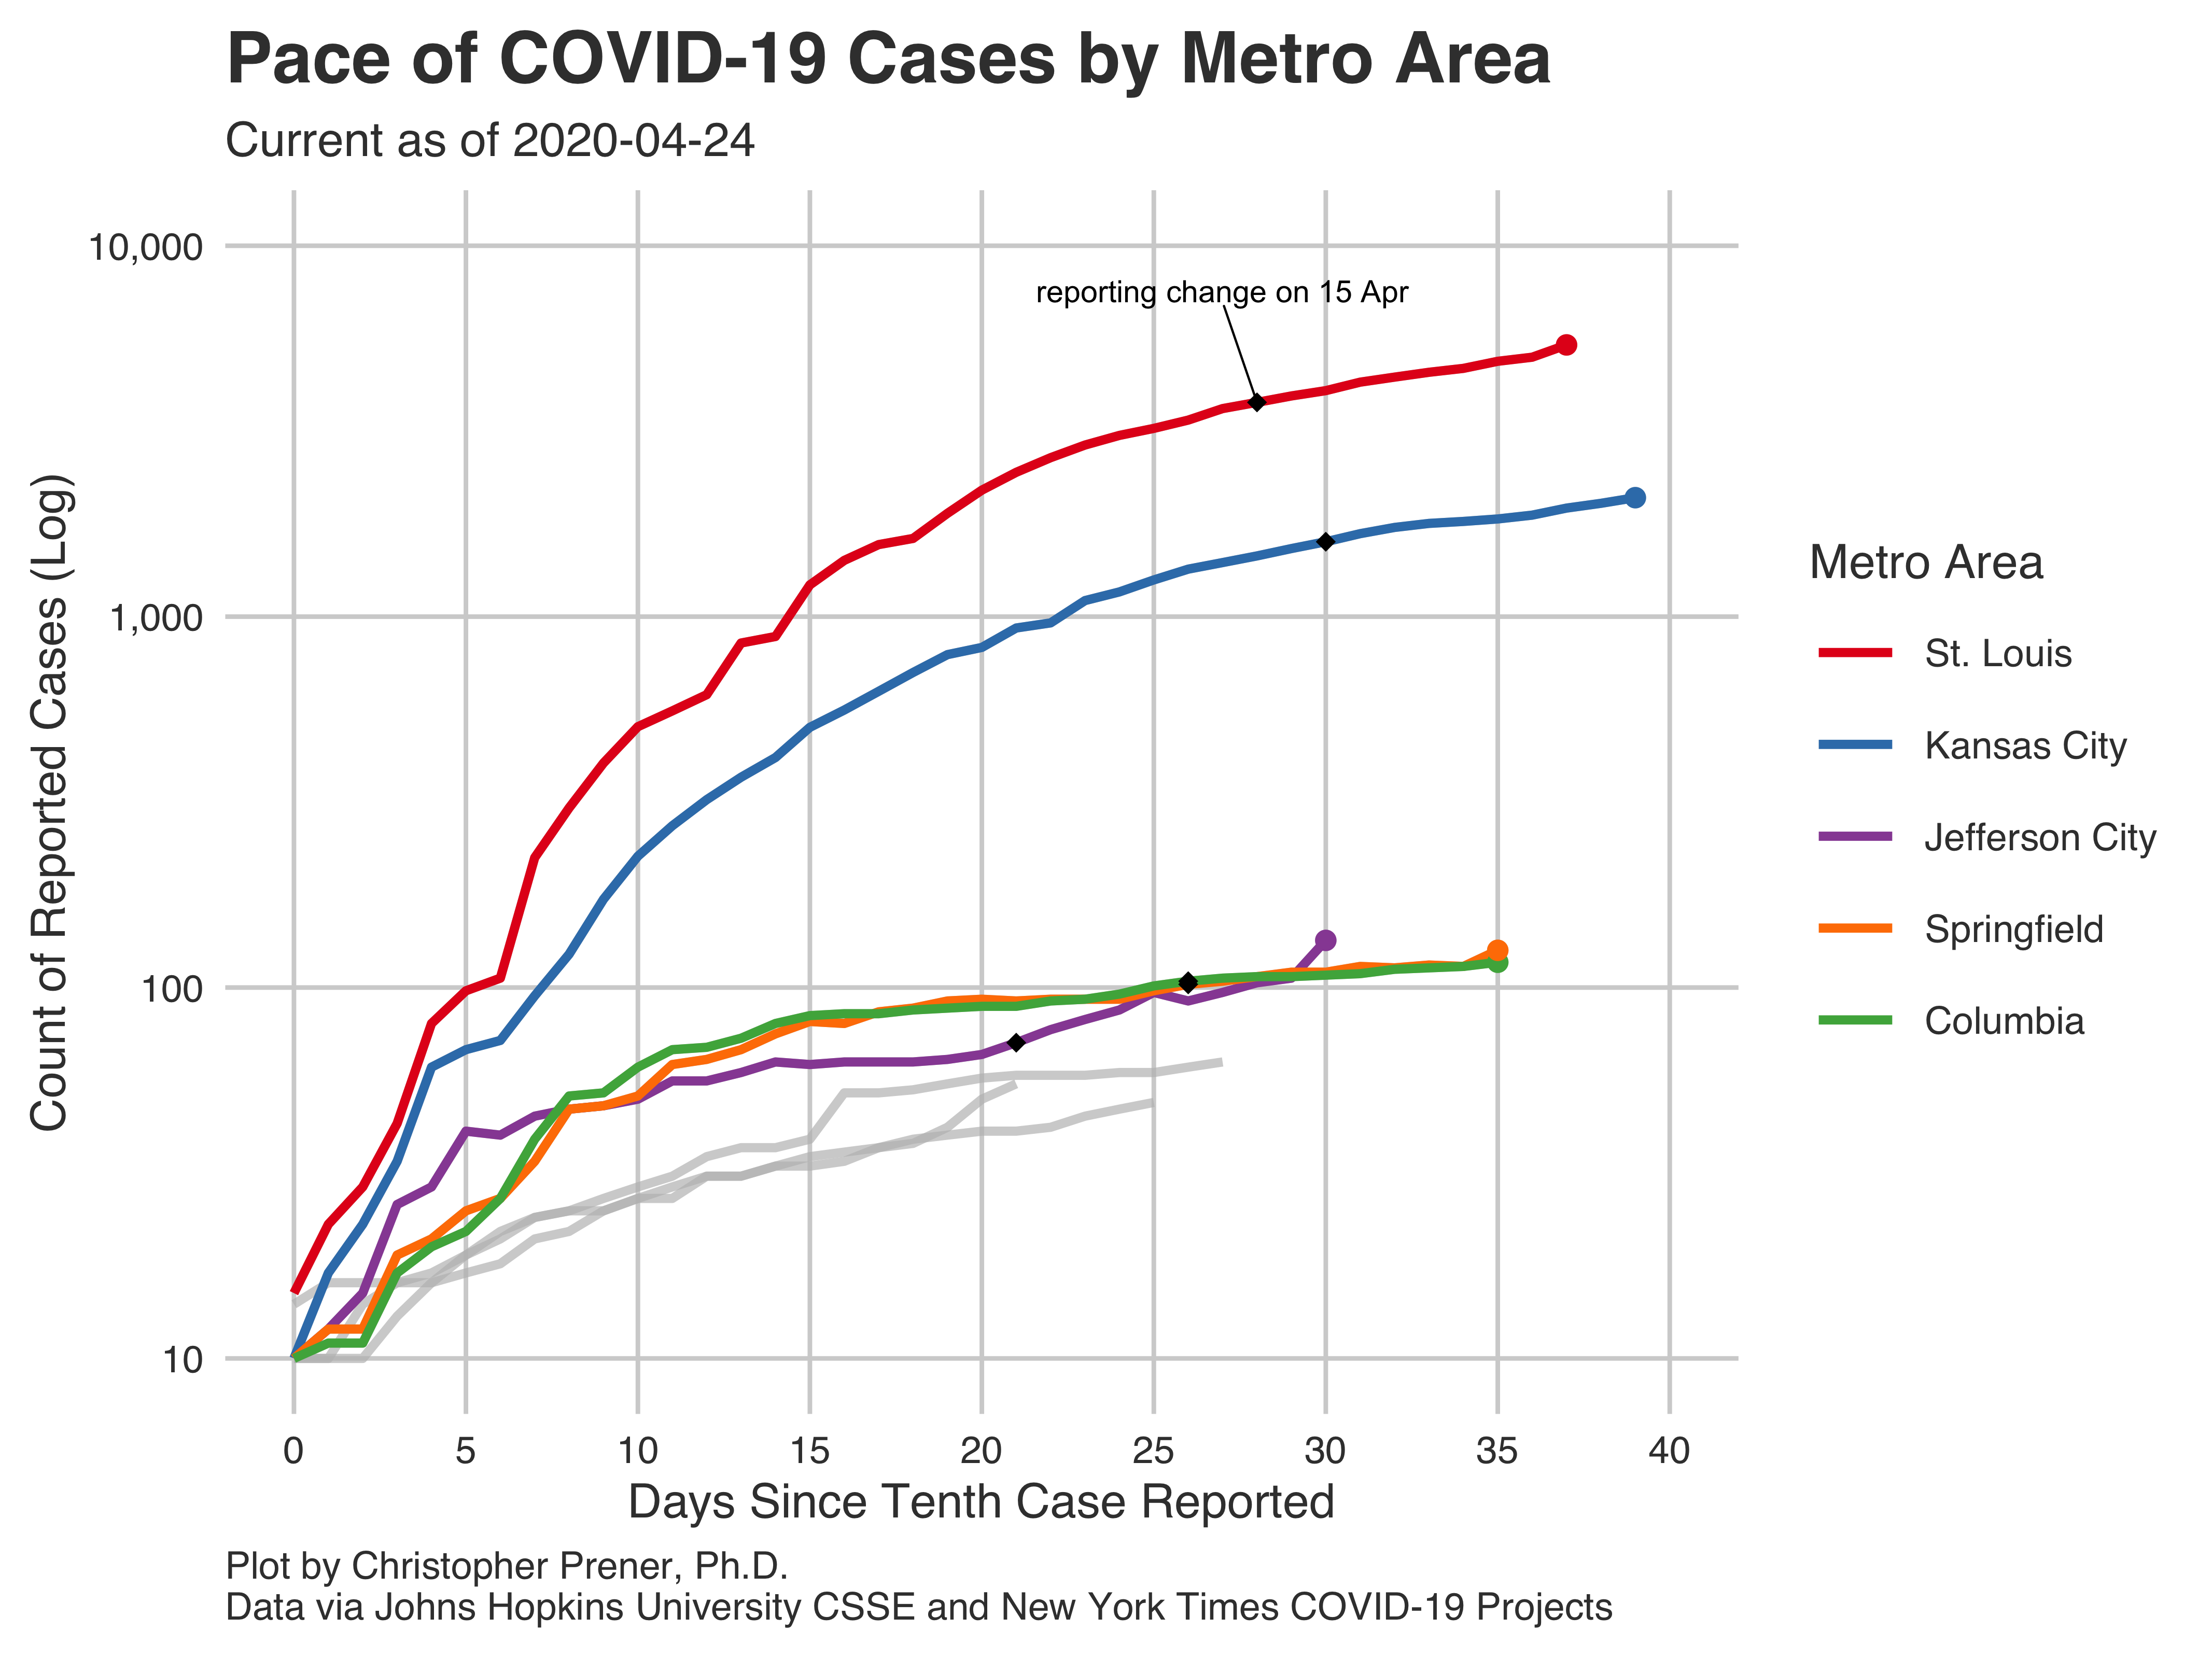 Pace of COVID-19 Cases by Metro Area
Current as of 2020-04-24
Count of Reported Cases (Log)
10,000
1,000
100
10
reporting change on 15 Apr
Metro Area
St. Louis
Kansas City
Jefferson City
Springfield
Columbia
0 5 10 15 20 25 30 35 40
Days Since Tenth Case Reported
Plot by Christopher Prener, Ph.D.
Data via Johns Hopkins University CSSE and New York Times COVID-19 Projects